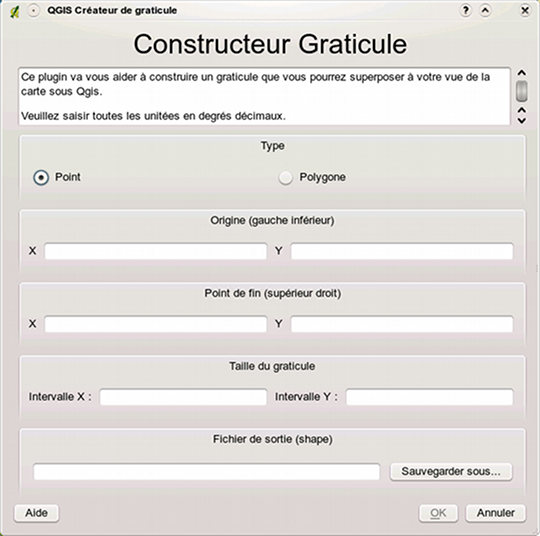 QGIS Créateur de graticule
Constructeur Graticule
Ce plugin va vous aider à construire un graticule que vous pourrez superposer à votre vue de la
carte sous Qgis.
Veuillez saisir toutes les unitées en degrés décimaux.
Type
Point
Polygone
Origine (gauche inférieur)
X
Y
Point de fin (supérieur droit)
X
Y
Taille du graticule
Intervalle X :
Intervalle Y :
Fichier de sortie (shape)
Sauvegarder sous...
Aide
OK
Annuler